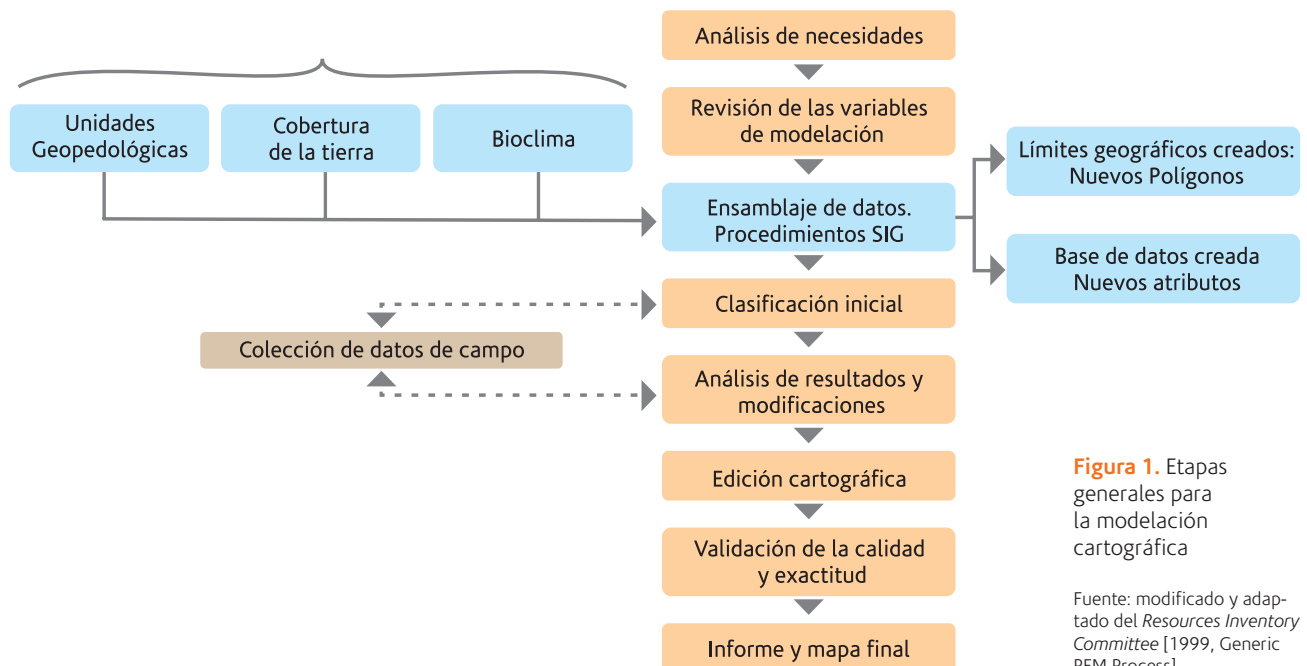 Análisis de necesidades
Revisión de las variables
de modelación
Unidades
Geopedológicas
Cobertura
de la tierra
Bioclima
Ensamblaje de datos.
Procedimientos SIG
Límites geográficos creados:
Nuevos Polígonos
Base de datos creada
Nuevos atributos
Clasificación inicial
Colección de datos de campo
Análisis de resultados y
modificaciones
Edición cartográfica
Validación de la calidad
y exactitud
Informe y mapa final
Figura 1. Etapas
generales para
la modelación
cartográfica
Fuente: modificado y adap-
tado del Resources Inventory
Committee [1999, Generic
PEM Process]